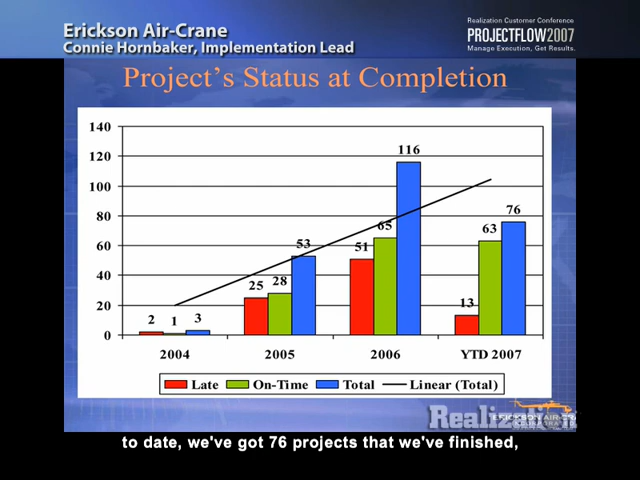 Erickson Air-Crane
Connie Hornbaker, Implementation Lead
Realization Customer Conference
PROJECTFLOW2007
Manage Execution, Get Results.
Project's Status at Completion
140
120
100
80
60
40
20
0
2 1 3
25 28 53
51 65 116
13 63 76
2004 2005 2006 YTD 2007
Late On-Time Total Linear (Total)
ERICKSON AIR-CRANE
to date, we've got 76 projects that we've finished,